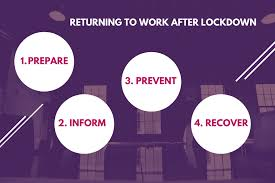 RETURNING TO WORK AFTER LOCKDOWN
1.PREPARE
2. INFORM
3. PREVENT
4. RECOVER